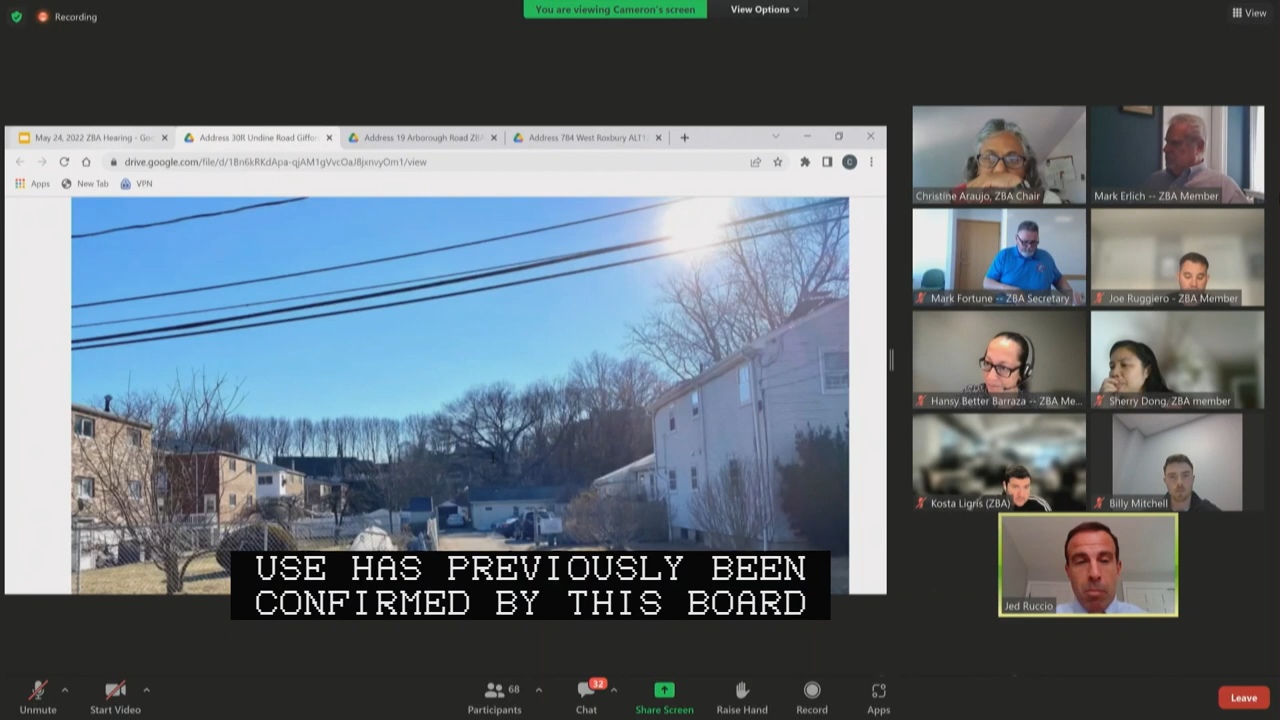 Recording
You are viewing Cameron's screen
View Options
View
May 24, 2022 ZBA Hearing - Goo
Address 30R Undine Road Giffor
Address 19 Arborough Road ZBA
Address 784 West Roxbury ALT1
drive.google.com/file/d/1Bn6kRKdApa-qjAM1gVvcOaJ8jxnvyOm1/view
Apps
New Tab
VPN
Christine Araujo, ZBA Chair
Mark Erlich -- ZBA Member
Mark Fortune -- ZBA Secretary
Joe Ruggiero - ZBA Member
Hansy Better Barraza -- ZBA Me...
Sherry Dong, ZBA member
Kosta Ligris (ZBA)
Billy Mitchell
Jed Ruccio
USE HAS PREVIOUSLY BEEN
CONFIRMED BY THIS BOARD
Unmute
Start Video
Participants
68
Chat
32
Share Screen
Raise Hand
Record
Apps
Leave